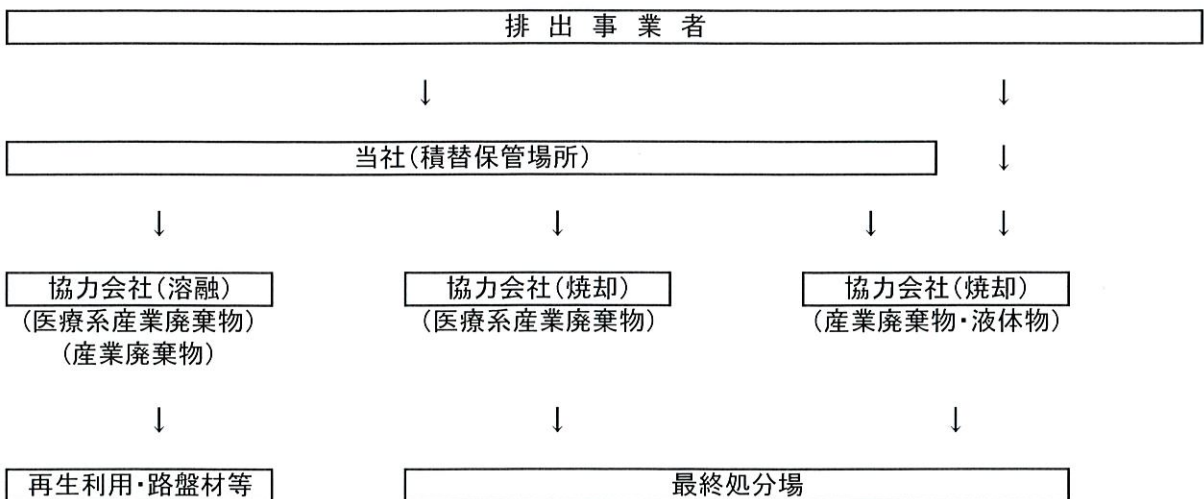 排出事業者
↓ ↓
当社(積替保管場所) ↓
↓ ↓ ↓ ↓
協力会社(溶融) 協力会社(焼却) 協力会社(焼却)
(医療系産業廃棄物) (医療系産業廃棄物) (産業廃棄物・液体物)
(産業廃棄物)
↓ ↓ ↓
再生利用・路盤材等 最終処分場